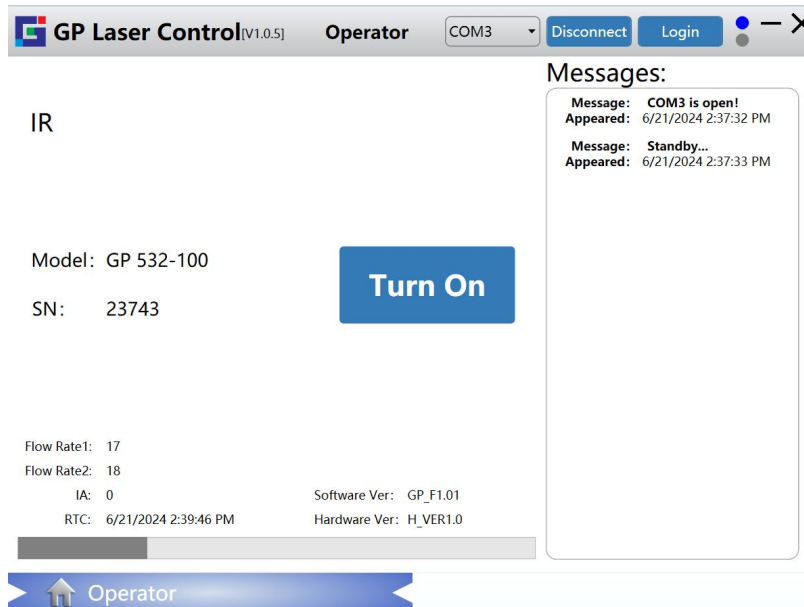 GP Laser Control[V1.0.5] Operator COM3 Disconnect Login
IR
Model: GP 532-100
SN: 23743
Turn On
Flow Rate1: 17
Flow Rate2: 18
IA: 0
RTC: 6/21/2024 2:39:46 PM
Software Ver: GP_F1.01
Hardware Ver: H_VER1.0
Messages:
Message: COM3 is open!
Appeared: 6/21/2024 2:37:32 PM
Message: Standby...
Appeared: 6/21/2024 2:37:33 PM
Operator